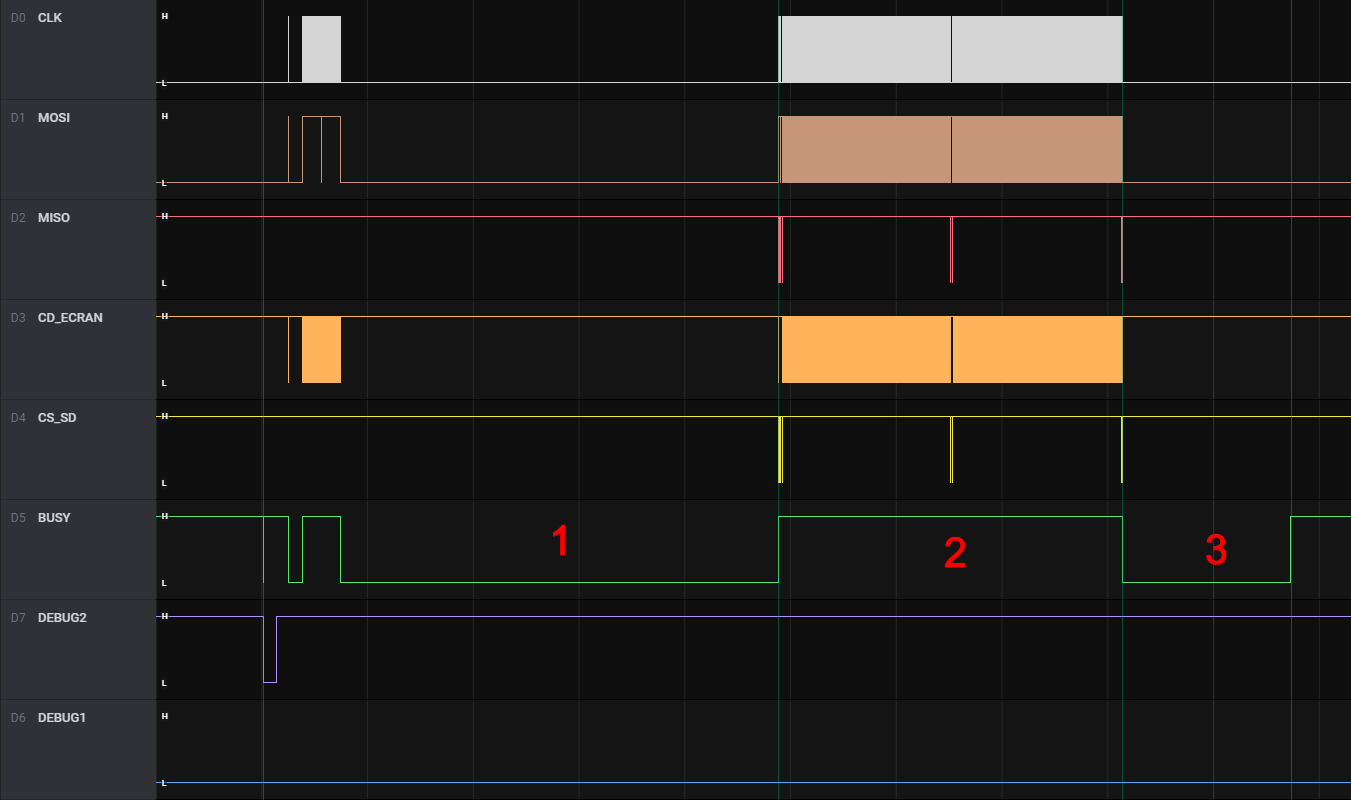 D0 CLK H
L
D1 MOSI H
L
D2 MISO H
L
D3 CD_ECRAN H
L
D4 CS_SD H
L
D5 BUSY H
1 2 3
L
D7 DEBUG2 H
L
D6 DEBUG1 H
L